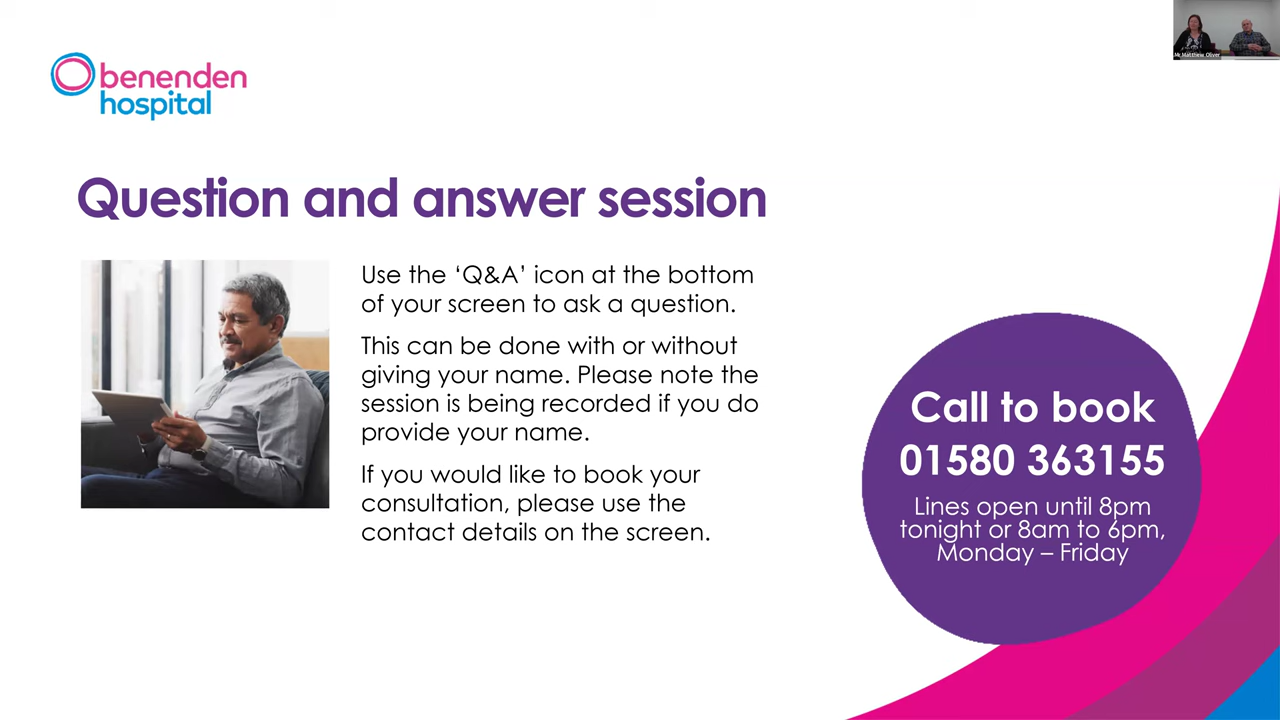 Mr Matthew Oliver
benenden
hospital
Question and answer session
Use the ‘Q&A’ icon at the bottom
of your screen to ask a question.
This can be done with or without
giving your name. Please note the
session is being recorded if you do
provide your name.
If you would like to book your
consultation, please use the
contact details on the screen.
Call to book
01580 363155
Lines open until 8pm
tonight or 8am to 6pm,
Monday – Friday